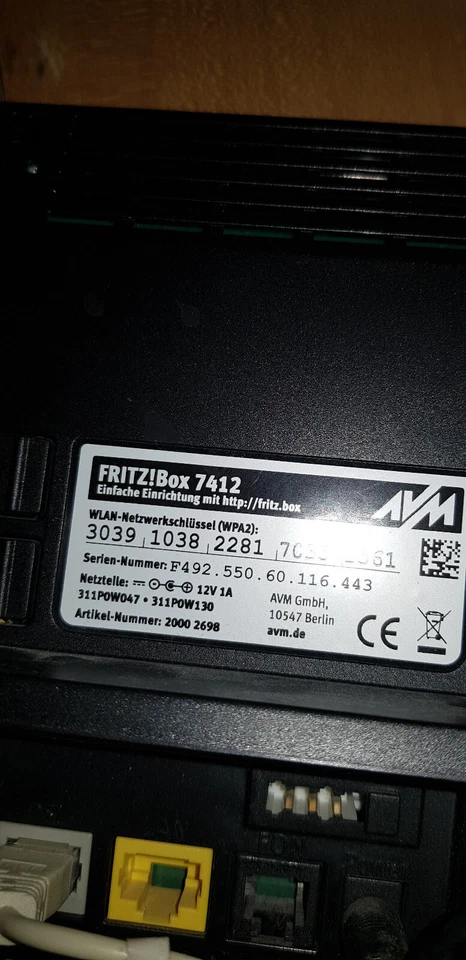 FRITZ!Box 7412
Einfache Einrichtung mit http://fritz.box
AVM
WLAN-Netzwerkschlüssel (WPA2):
3039 1038 2281
Serien-Nummer: F492.550.60.116.443
Netzteile: 12V 1A
311POW047 • 311POW130
Artikel-Nummer: 2000 2698
AVM GmbH,
10547 Berlin
avm.de
CE